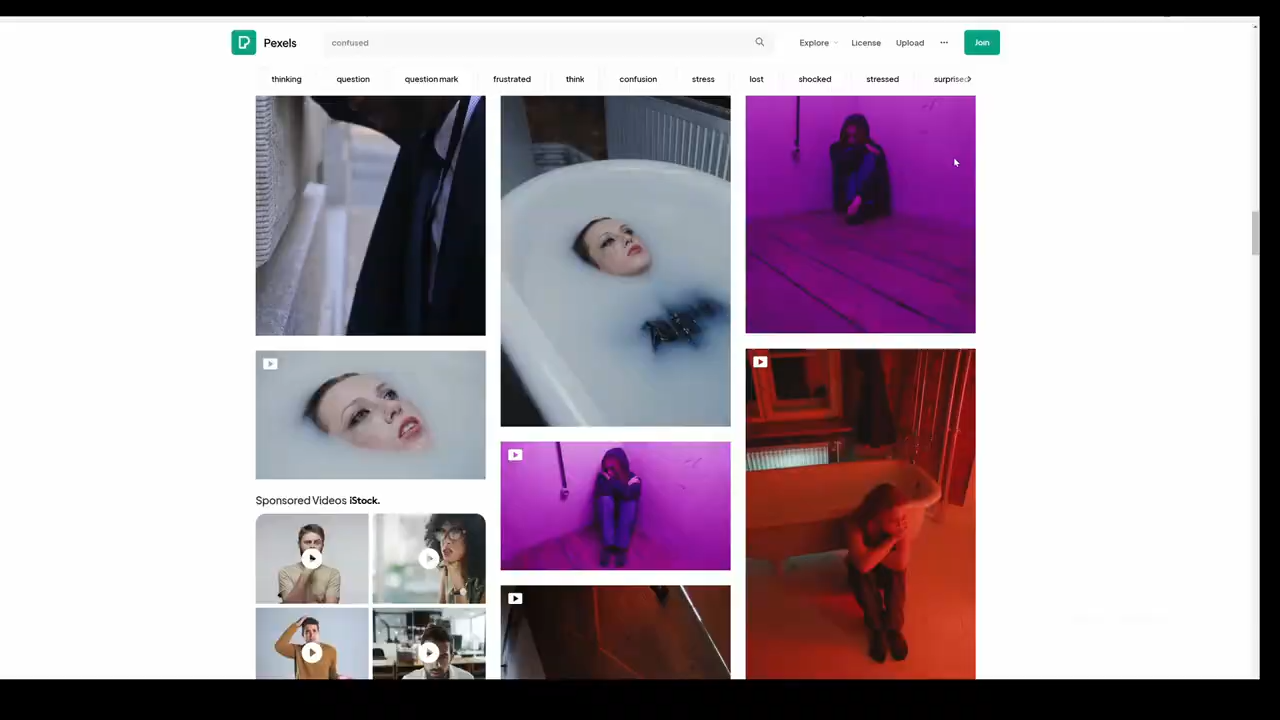 Pexels
confused
Explore
License
Upload
Join
thinking
question
question mark
frustrated
think
confusion
stress
lost
shocked
stressed
surprised
Sponsored Videos iStock.